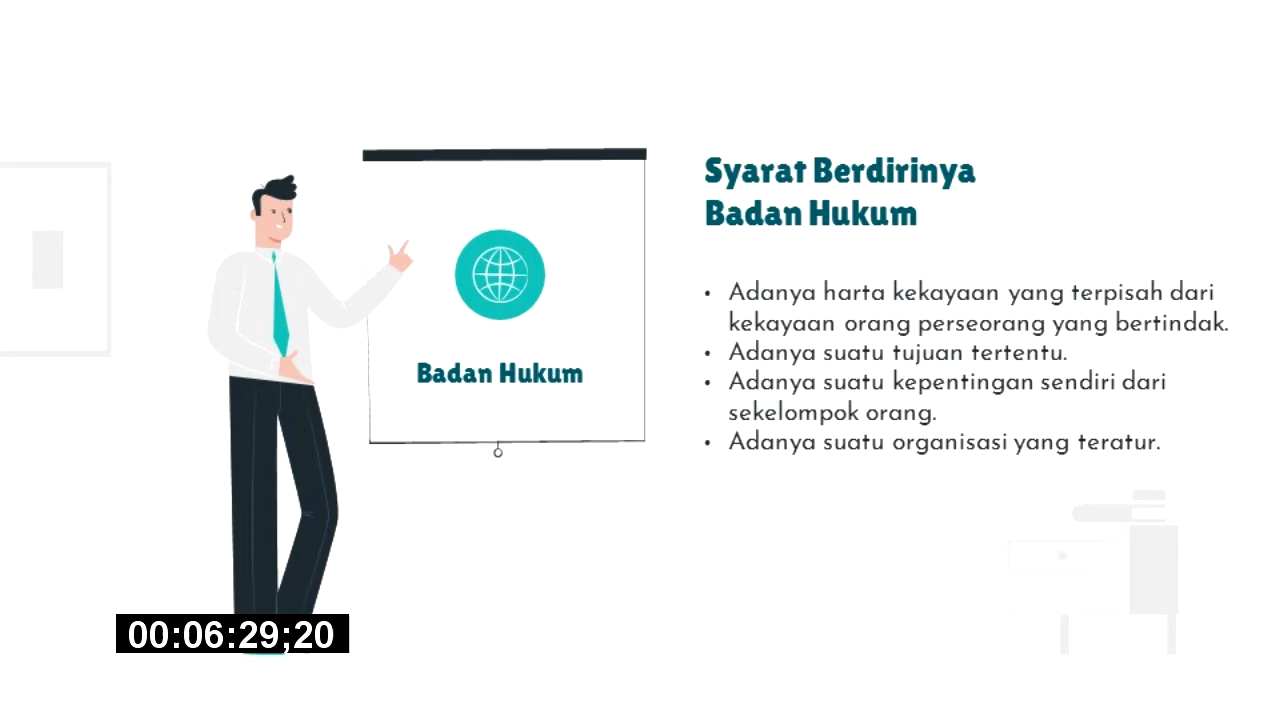 Syarat Berdirinya
Badan Hukum
• Adanya harta kekayaan yang terpisah dari
kekayaan orang perseorang yang bertindak.
• Adanya suatu tujuan tertentu.
• Adanya suatu kepentingan sendiri dari
sekelompok orang.
• Adanya suatu organisasi yang teratur.
Badan Hukum
00:06:29;20